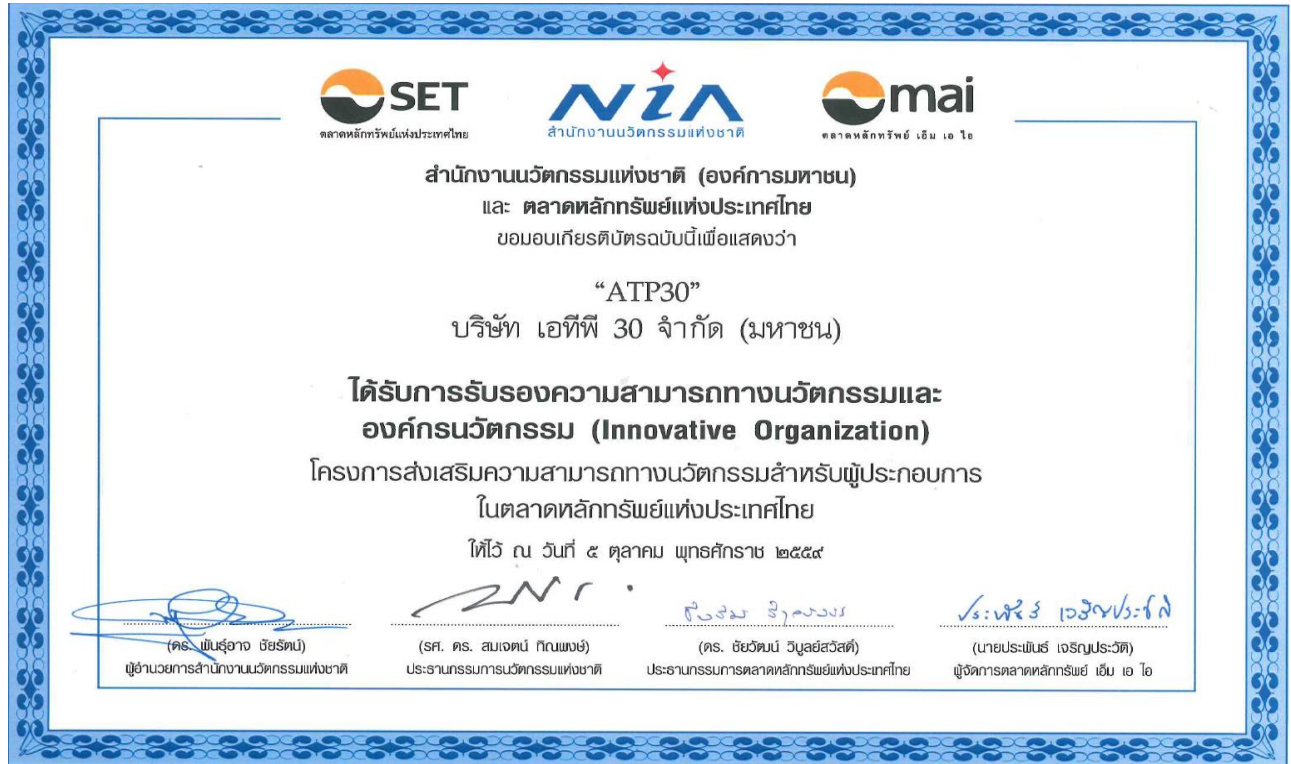 SET
ตลาดหลักทรัพย์แห่งประเทศไทย
NiA
สำนักงานนวัตกรรมแห่งชาติ
mai
ตลาดหลักทรัพย์ เอ็ม เอ ไอ
สำนักงานนวัตกรรมแห่งชาติ (องค์การมหาชน)
และ ตลาดหลักทรัพย์แห่งประเทศไทย
ขอมอบเกียรติบัตรฉบับนี้เพื่อแสดงว่า
“ATP30”
บริษัท เอทีพี 30 จำกัด (มหาชน)
ได้รับการรับรองความสามารถทางนวัตกรรมและ
องค์กรนวัตกรรม (Innovative Organization)
โครงการส่งเสริมความสามารถทางนวัตกรรมสำหรับผู้ประกอบการ
ในตลาดหลักทรัพย์แห่งประเทศไทย
ให้ไว้ ณ วันที่ ๕ ตุลาคม พุทธศักราช ๒๕๕๙
(ดร. พันธุ์อาจ ชัยรัตน์)
ผู้อำนวยการสำนักงานนวัตกรรมแห่งชาติ
(รศ. ดร. สมเจตน์ ทิณพงษ์)
ประธานกรรมการนวัตกรรมแห่งชาติ
(ดร. ชัยวัฒน์ วิบูลย์สวัสดิ์)
ประธานกรรมการตลาดหลักทรัพย์แห่งประเทศไทย
ประพันธ์ เจริญประวัติ
(นายประพันธ์ เจริญประวัติ)
ผู้จัดการตลาดหลักทรัพย์ เอ็ม เอ ไอ